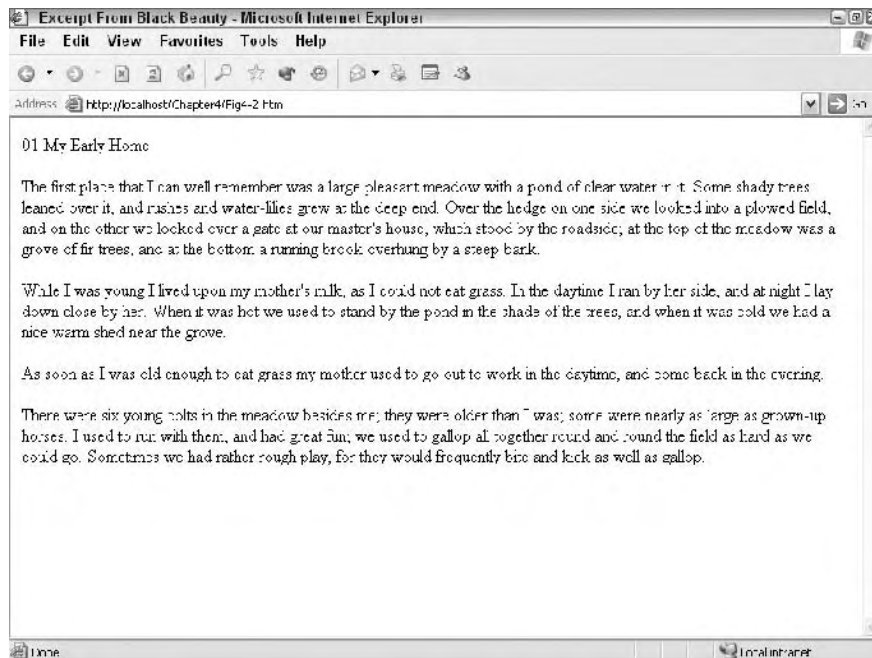 Excerpt From Black Beauty - Microsoft Internet Explorer
File Edit View Favorites Tools Help
Address http://localhost/Chapter4/Fig4-2.htm Go
01 My Early Home
The first place that I can well remember was a large pleasant meadow with a pond of clear water in it. Some shady trees
leaned over it, and rushes and water-lilies grew at the deep end. Over the hedge on one side we looked into a plowed field,
and on the other we looked over a gate at our master's house, which stood by the roadside; at the top of the meadow was a
grove of fir trees, and at the bottom a running brook overhung by a steep bank.
While I was young I lived upon my mother's milk, as I could not eat grass. In the daytime I ran by her side, and at night I lay
down close by her. When it was hot we used to stand by the pond in the shade of the trees, and when it was cold we had a
nice warm shed near the grove.
As soon as I was old enough to eat grass my mother used to go out to work in the daytime, and come back in the evening.
There were six young colts in the meadow besides me; they were older than I was; some were nearly as large as grown-up
horses. I used to run with them, and had great fun; we used to gallop all together round and round the field as hard as we
could go. Sometimes we had rather rough play, for they would frequently bite and kick as well as gallop.
Done Local intranet